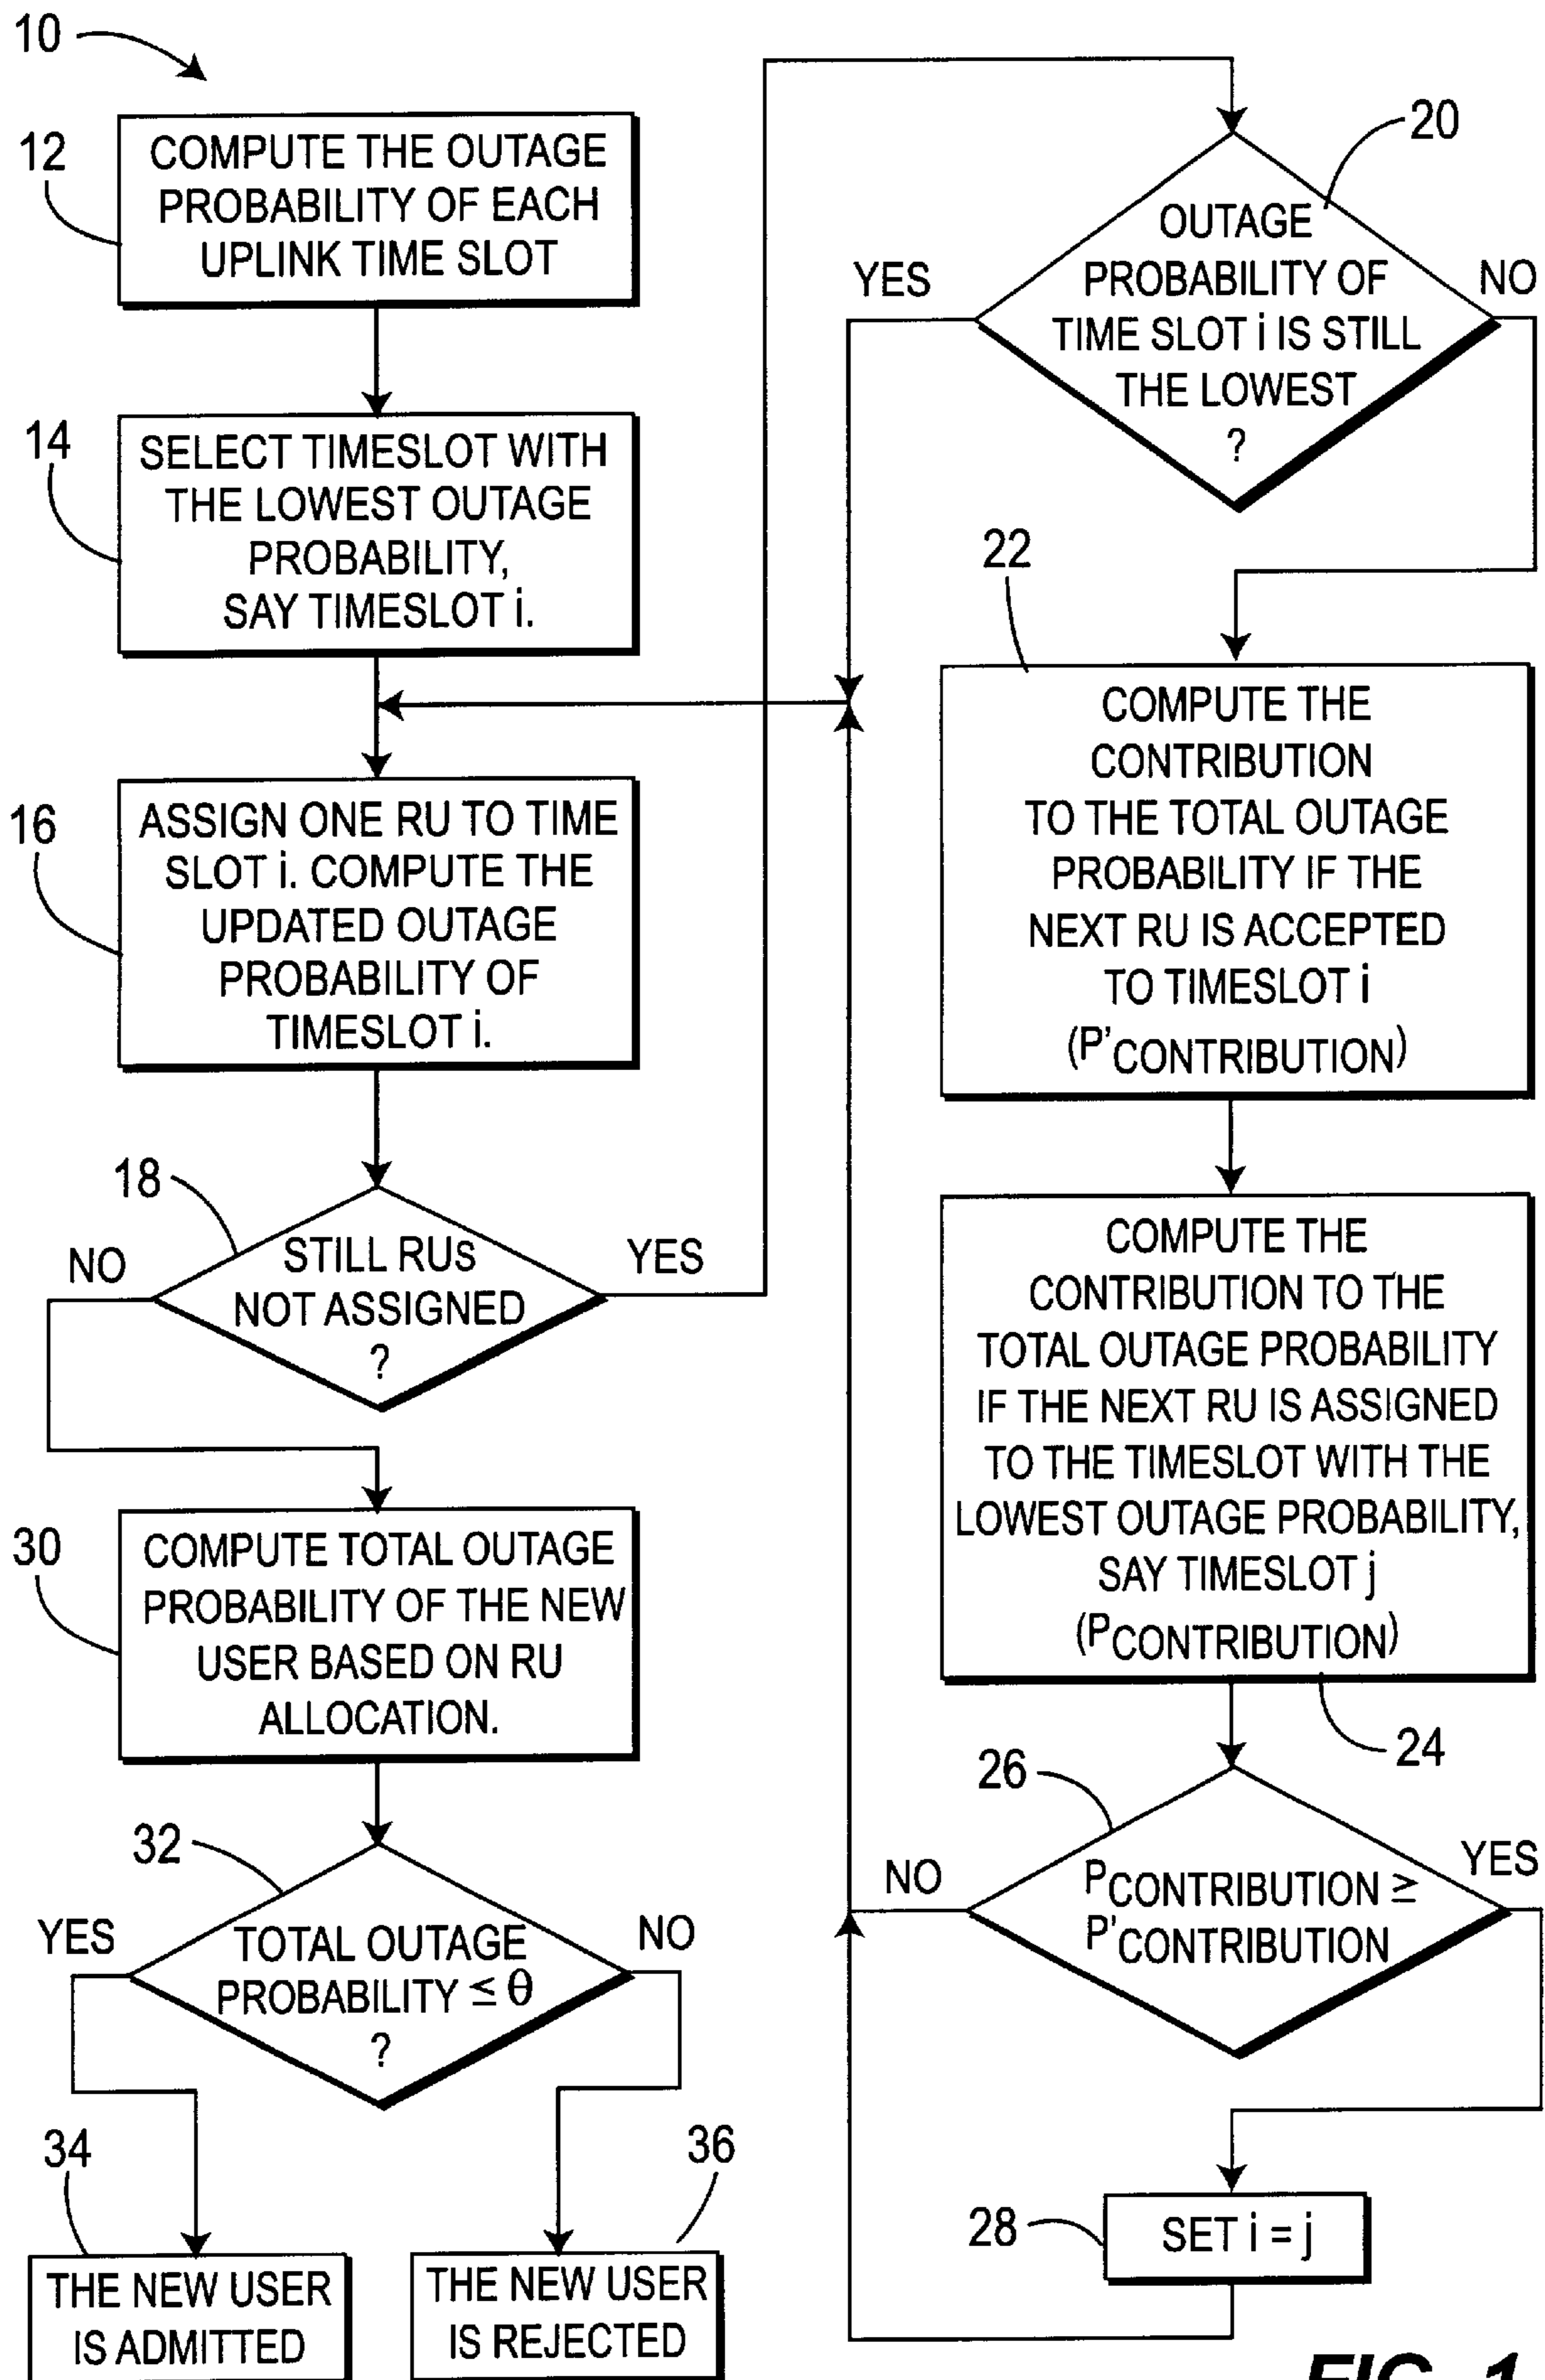 10
12
COMPUTE THE OUTAGE
PROBABILITY OF EACH
UPLINK TIME SLOT
14
SELECT TIMESLOT WITH
THE LOWEST OUTAGE
PROBABILITY,
SAY TIMESLOT i.
16
ASSIGN ONE RU TO TIME
SLOT i. COMPUTE THE
UPDATED OUTAGE
PROBABILITY OF
TIMESLOT i.
18
NO
STILL RUs
NOT ASSIGNED
?
YES
30
COMPUTE TOTAL OUTAGE
PROBABILITY OF THE NEW
USER BASED ON RU
ALLOCATION.
32
YES
TOTAL OUTAGE
PROBABILITY ≤ θ
?
NO
34
THE NEW USER
IS ADMITTED
36
THE NEW USER
IS REJECTED
20
YES
OUTAGE
PROBABILITY OF
TIME SLOT i IS STILL
THE LOWEST
?
NO
22
COMPUTE THE
CONTRIBUTION
TO THE TOTAL OUTAGE
PROBABILITY IF THE
NEXT RU IS ACCEPTED
TO TIMESLOT i
(P'CONTRIBUTION)
COMPUTE THE
CONTRIBUTION TO THE
TOTAL OUTAGE PROBABILITY
IF THE NEXT RU IS ASSIGNED
TO THE TIMESLOT WITH THE
LOWEST OUTAGE PROBABILITY,
SAY TIMESLOT j
(PCONTRIBUTION)
24
26
NO
PCONTRIBUTION ≥
P'CONTRIBUTION
YES
28
SET i = j
FIG. 1